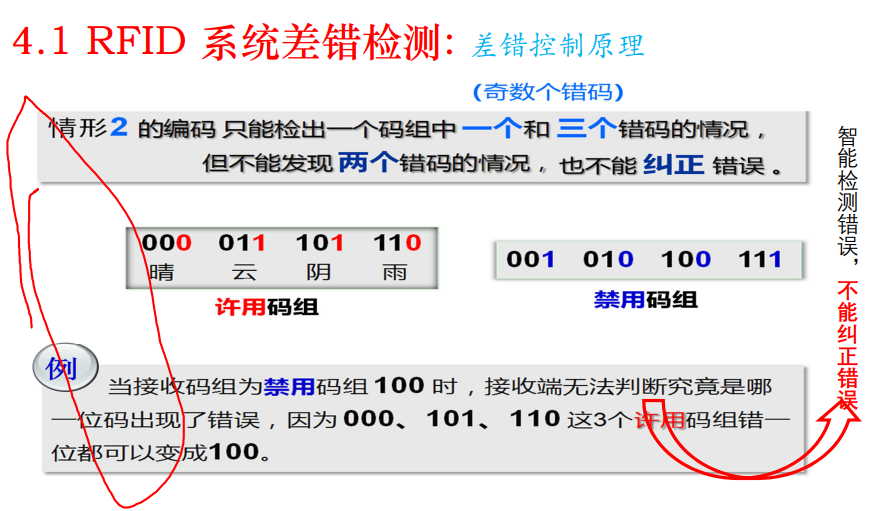 4.1 RFID 系统差错检测: 差错控制原理
(奇数个错码)
情形2 的编码 只能检出一个码组中 一个和 三个错码的情况，
但不能发现 两个错码的情况，也不能 纠正 错误。
000 011 101 110
晴 云 阴 雨
许用码组
001 010 100 111
禁用码组
例
当接收码组为禁用码组 100 时，接收端无法判断究竟是哪
一位码出现了错误，因为 000、101、110 这3个许用码组错一
位都可以变成100。
智能检测错误，不能纠正错误